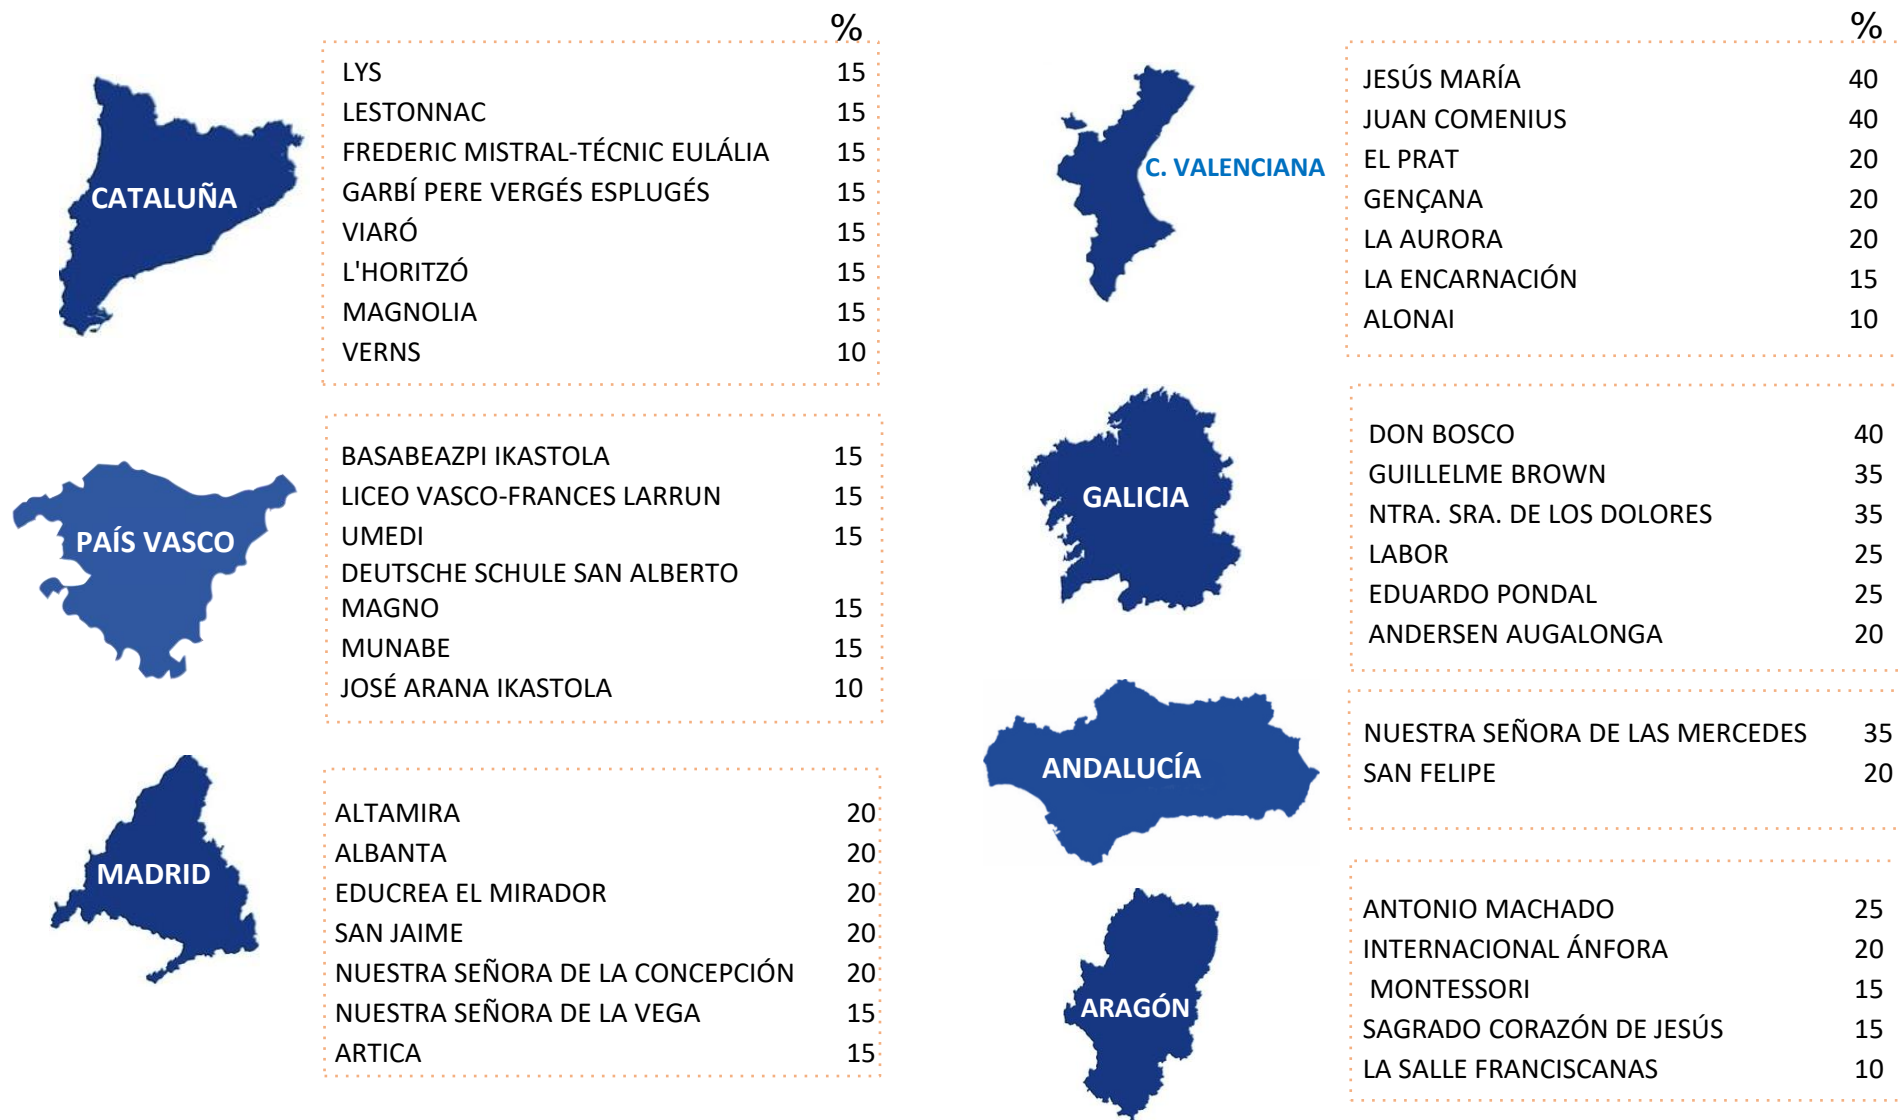 %
CATALUÑA
LYS 15
LESTONNAC 15
FREDERIC MISTRAL-TÉCNIC EULÁLIA 15
GARBÍ PERE VERGÉS ESPLUGÉS 15
VIARÓ 15
L'HORITZÓ 15
MAGNOLIA 15
VERNS 10
PAÍS VASCO
BASABEAZPI IKASTOLA 15
LICEO VASCO-FRANCES LARRUN 15
UMEDI 15
DEUTSCHE SCHULE SAN ALBERTO
MAGNO 15
MUNABE 15
JOSÉ ARANA IKASTOLA 10
MADRID
ALTAMIRA 20
ALBANTA 20
EDUCREA EL MIRADOR 20
SAN JAIME 20
NUESTRA SEÑORA DE LA CONCEPCIÓN 20
NUESTRA SEÑORA DE LA VEGA 15
ARTICA 15
%
C. VALENCIANA
JESÚS MARÍA 40
JUAN COMENIUS 40
EL PRAT 20
GENÇANA 20
LA AURORA 20
LA ENCARNACIÓN 15
ALONAI 10
GALICIA
DON BOSCO 40
GUILLELME BROWN 35
NTRA. SRA. DE LOS DOLORES 35
LABOR 25
EDUARDO PONDAL 25
ANDERSEN AUGALONGA 20
ANDALUCÍA
NUESTRA SEÑORA DE LAS MERCEDES 35
SAN FELIPE 20
ARAGÓN
ANTONIO MACHADO 25
INTERNACIONAL ÁNFORA 20
MONTESSORI 15
SAGRADO CORAZÓN DE JESÚS 15
LA SALLE FRANCISCANAS 10